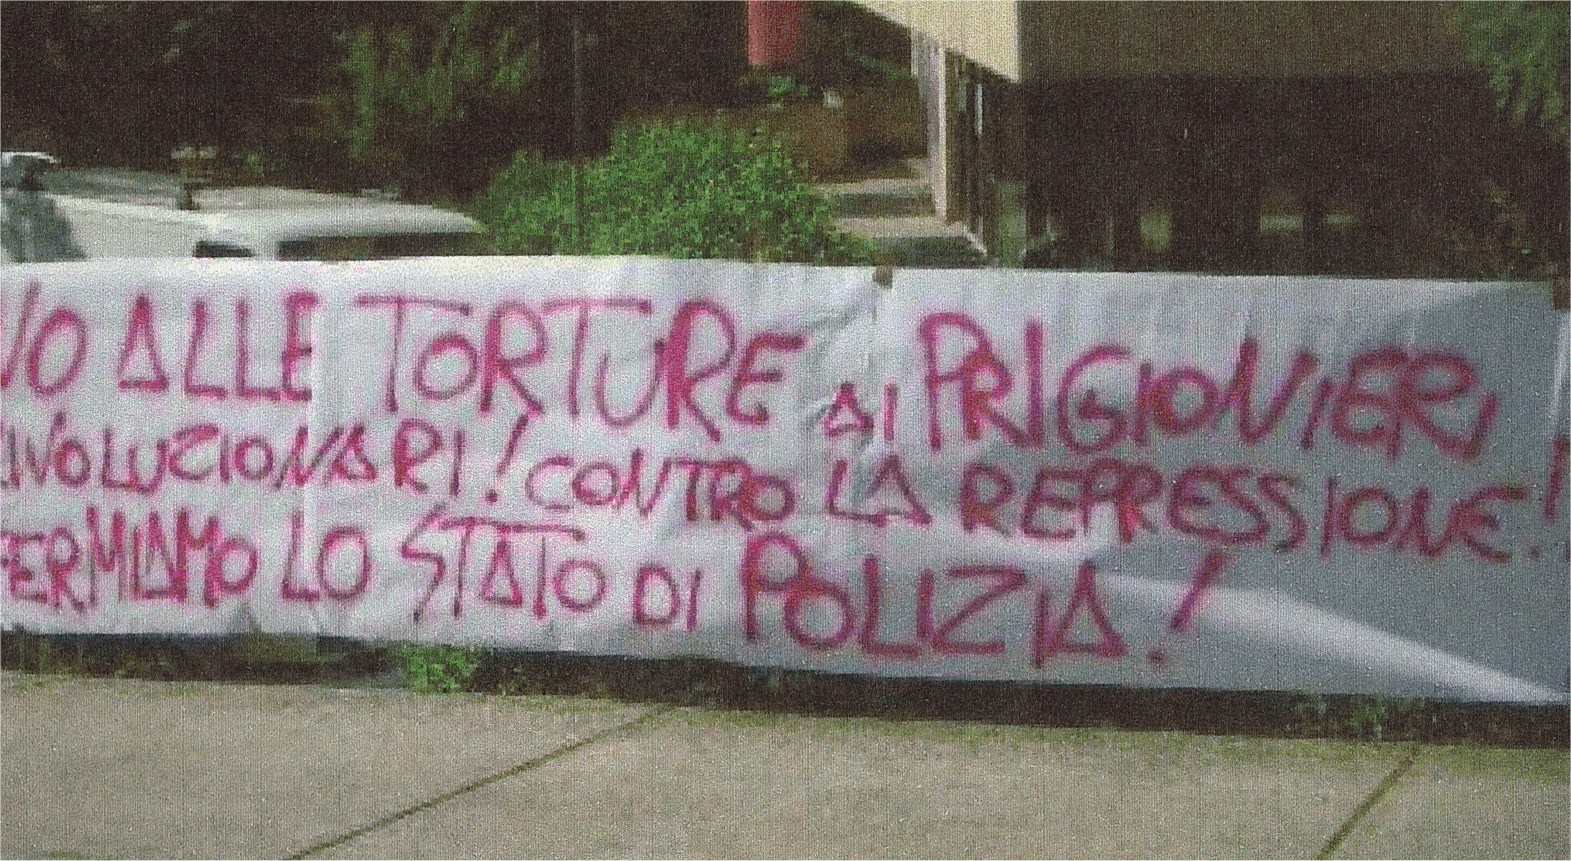 NO ALLE TORTURE AI PRIGIONIERI
RIVOLUCIONARI! CONTRO LA REPRESSIONE!
FERMIAMO LO STATO DI POLIZIA!